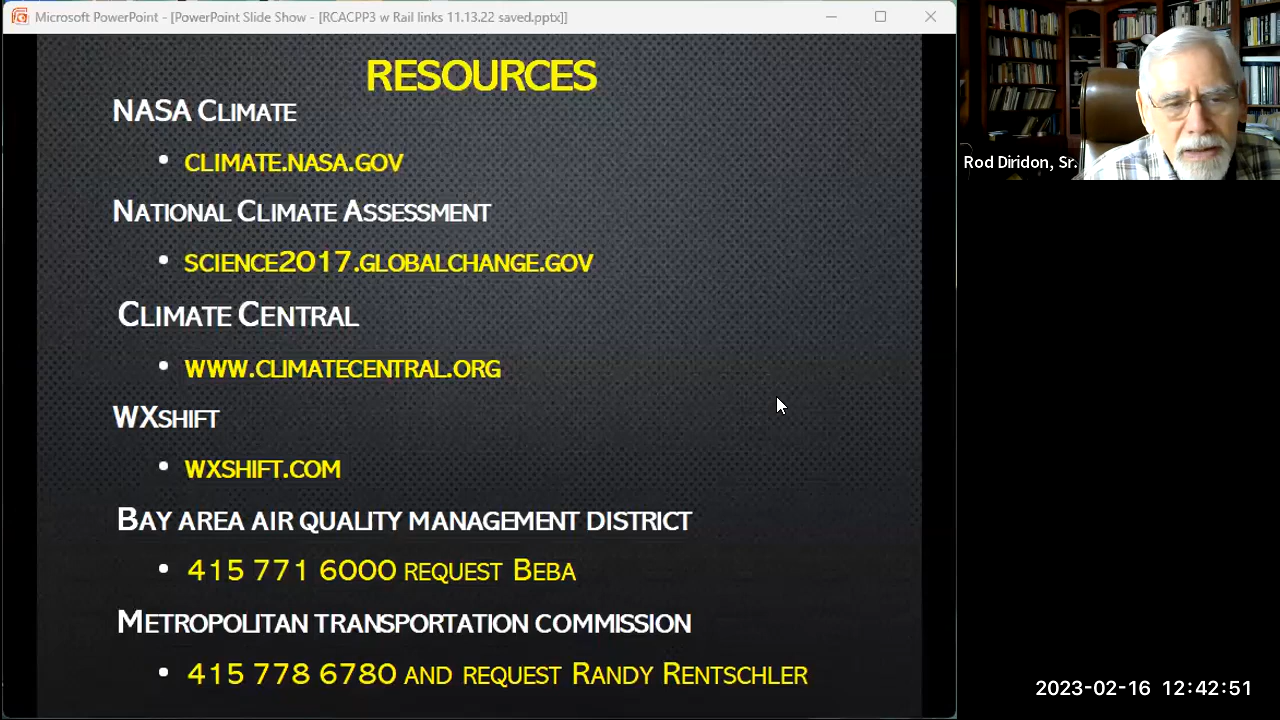 Microsoft PowerPoint - [PowerPoint Slide Show - [RCACPP3 w Rail links 11.13.22 saved.pptx]]
RESOURCES
NASA CLIMATE
• CLIMATE.NASA.GOV
NATIONAL CLIMATE ASSESSMENT
• SCIENCE2017.GLOBALCHANGE.GOV
CLIMATE CENTRAL
• WWW.CLIMATECENTRAL.ORG
WXSHIFT
• WXSHIFT.COM
BAY AREA AIR QUALITY MANAGEMENT DISTRICT
• 415 771 6000 REQUEST BEBA
METROPOLITAN TRANSPORTATION COMMISSION
• 415 778 6780 AND REQUEST RANDY RENTSCHLER
Rod Diridon, Sr.
2023-02-16 12:42:51